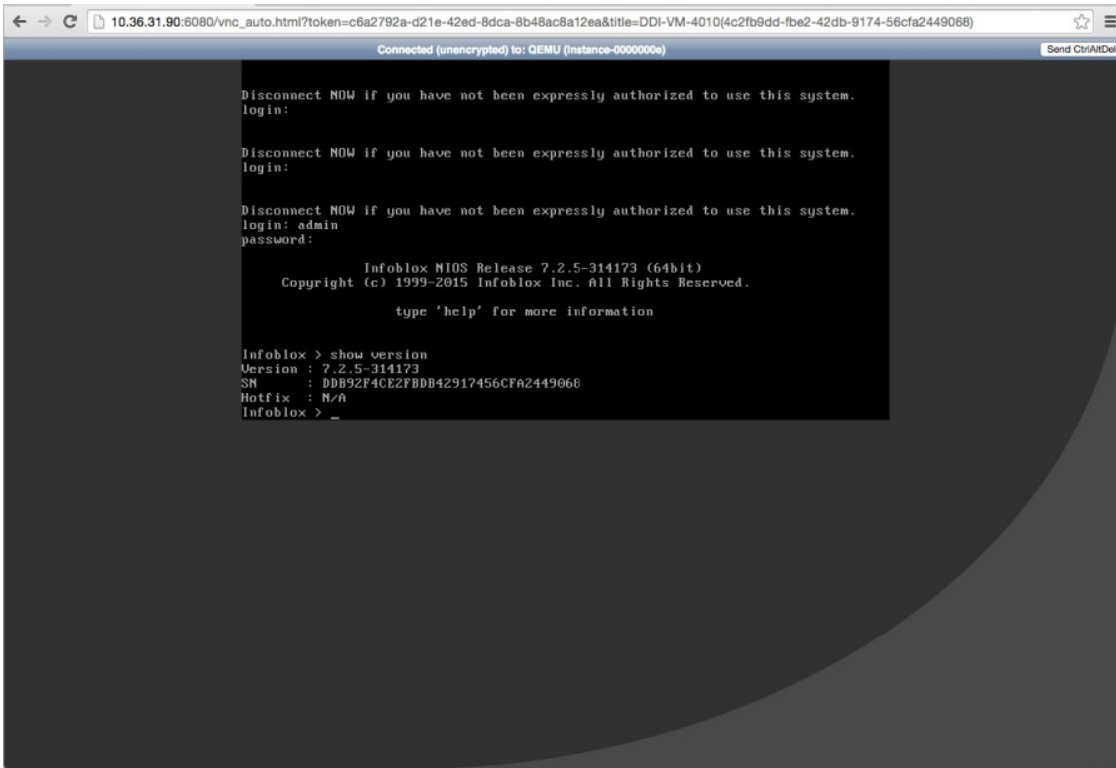 10.36.31.90:6080/vnc_auto.html?token=c6a2792a-d21e-42ed-8dca-8b48ac8a12ea&title=DDI-VM-4010(4c2fb9dd-fbe2-42db-9174-56cfa2449068)
Connected (unencrypted) to: QEMU (instance-0000000e)
Send CtrlAltDel
Disconnect NOW if you have not been expressly authorized to use this system.
login:
Disconnect NOW if you have not been expressly authorized to use this system.
login:
Disconnect NOW if you have not been expressly authorized to use this system.
login: admin
password:
Infoblox NIOS Release 7.2.5-314173 (64bit)
Copyright (c) 1999-2015 Infoblox Inc. All Rights Reserved.
type 'help' for more information
Infoblox > show version
Version : 7.2.5-314173
SN : DDB92F4CE2FBDB42917456CFA2449068
Hotfix : N/A
Infoblox > _